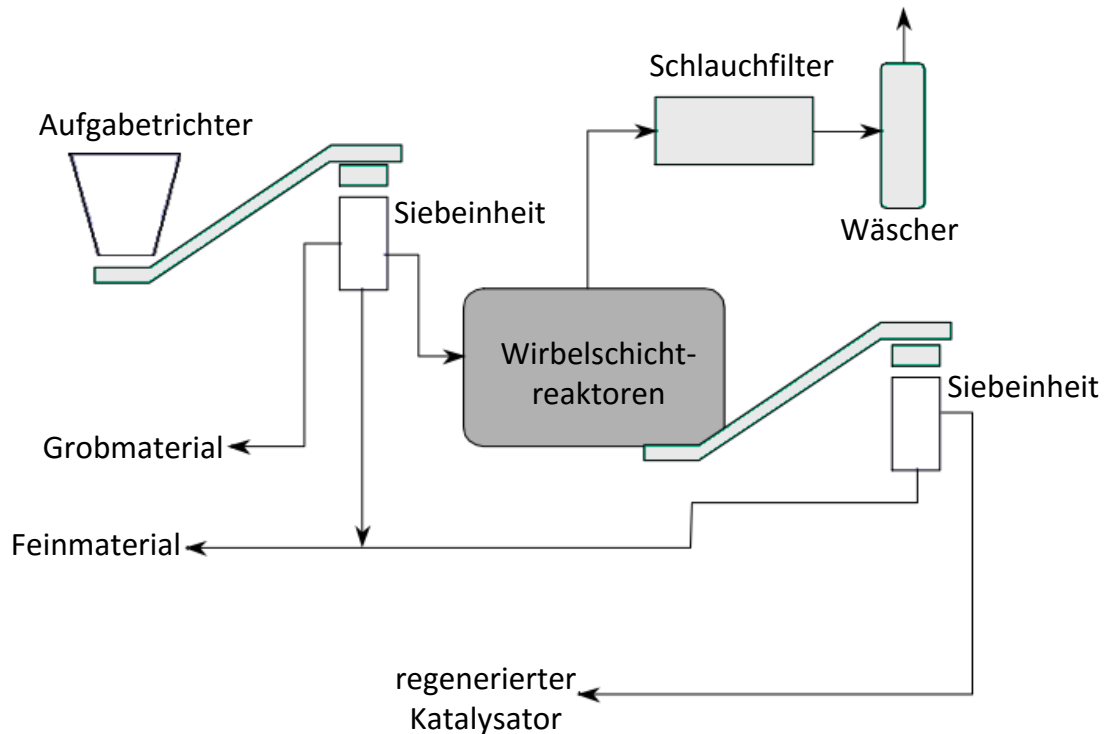 Schlauchfilter
Aufgabetrichter
Siebeinheit
Wäscher
Wirbelschicht-
reaktoren
Siebeinheit
Grobmaterial
Feinmaterial
regenerierter
Katalysator